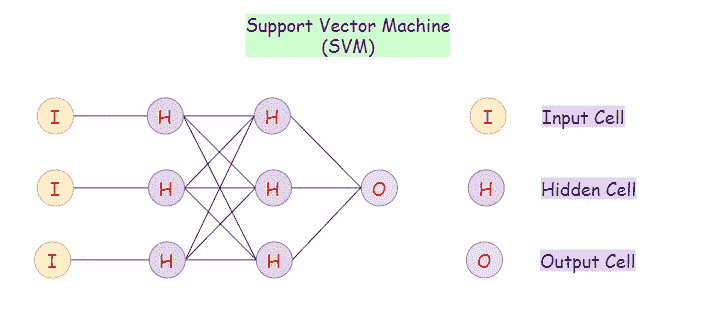 Support Vector Machine
(SVM)
I H H I Input Cell
I H H O H Hidden Cell
I H H O Output Cell